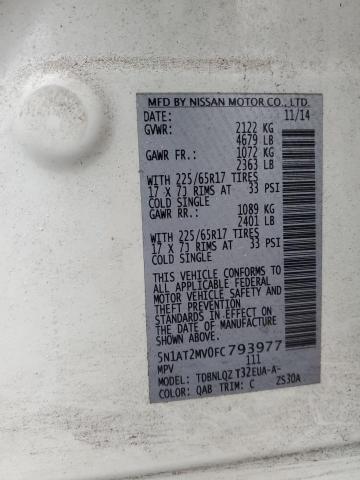 MFD BY NISSAN MOTOR CO., LTD.
DATE: 11/14
GVWR: 2122 KG
4679 LB
GAWR FR.: 1072 KG
2363 LB
WITH 225/65R17 TIRES
17 X 7J RIMS AT 33 PSI
COLD SINGLE
GAWR RR.: 1089 KG
2401 LB
WITH 225/65R17 TIRES
17 X 7J RIMS AT 33 PSI
COLD SINGLE
THIS VEHICLE CONFORMS TO
ALL APPLICABLE FEDERAL
MOTOR VEHICLE SAFETY AND
THEFT PREVENTION
STANDARDS IN EFFECT ON
THE DATE OF MANUFACTURE
SHOWN ABOVE.
5N1AT2MV0FC793977
MPV 111
MODEL: TDBNLQZ T32EUA-A-
COLOR: QAB TRIM: C ZS30A